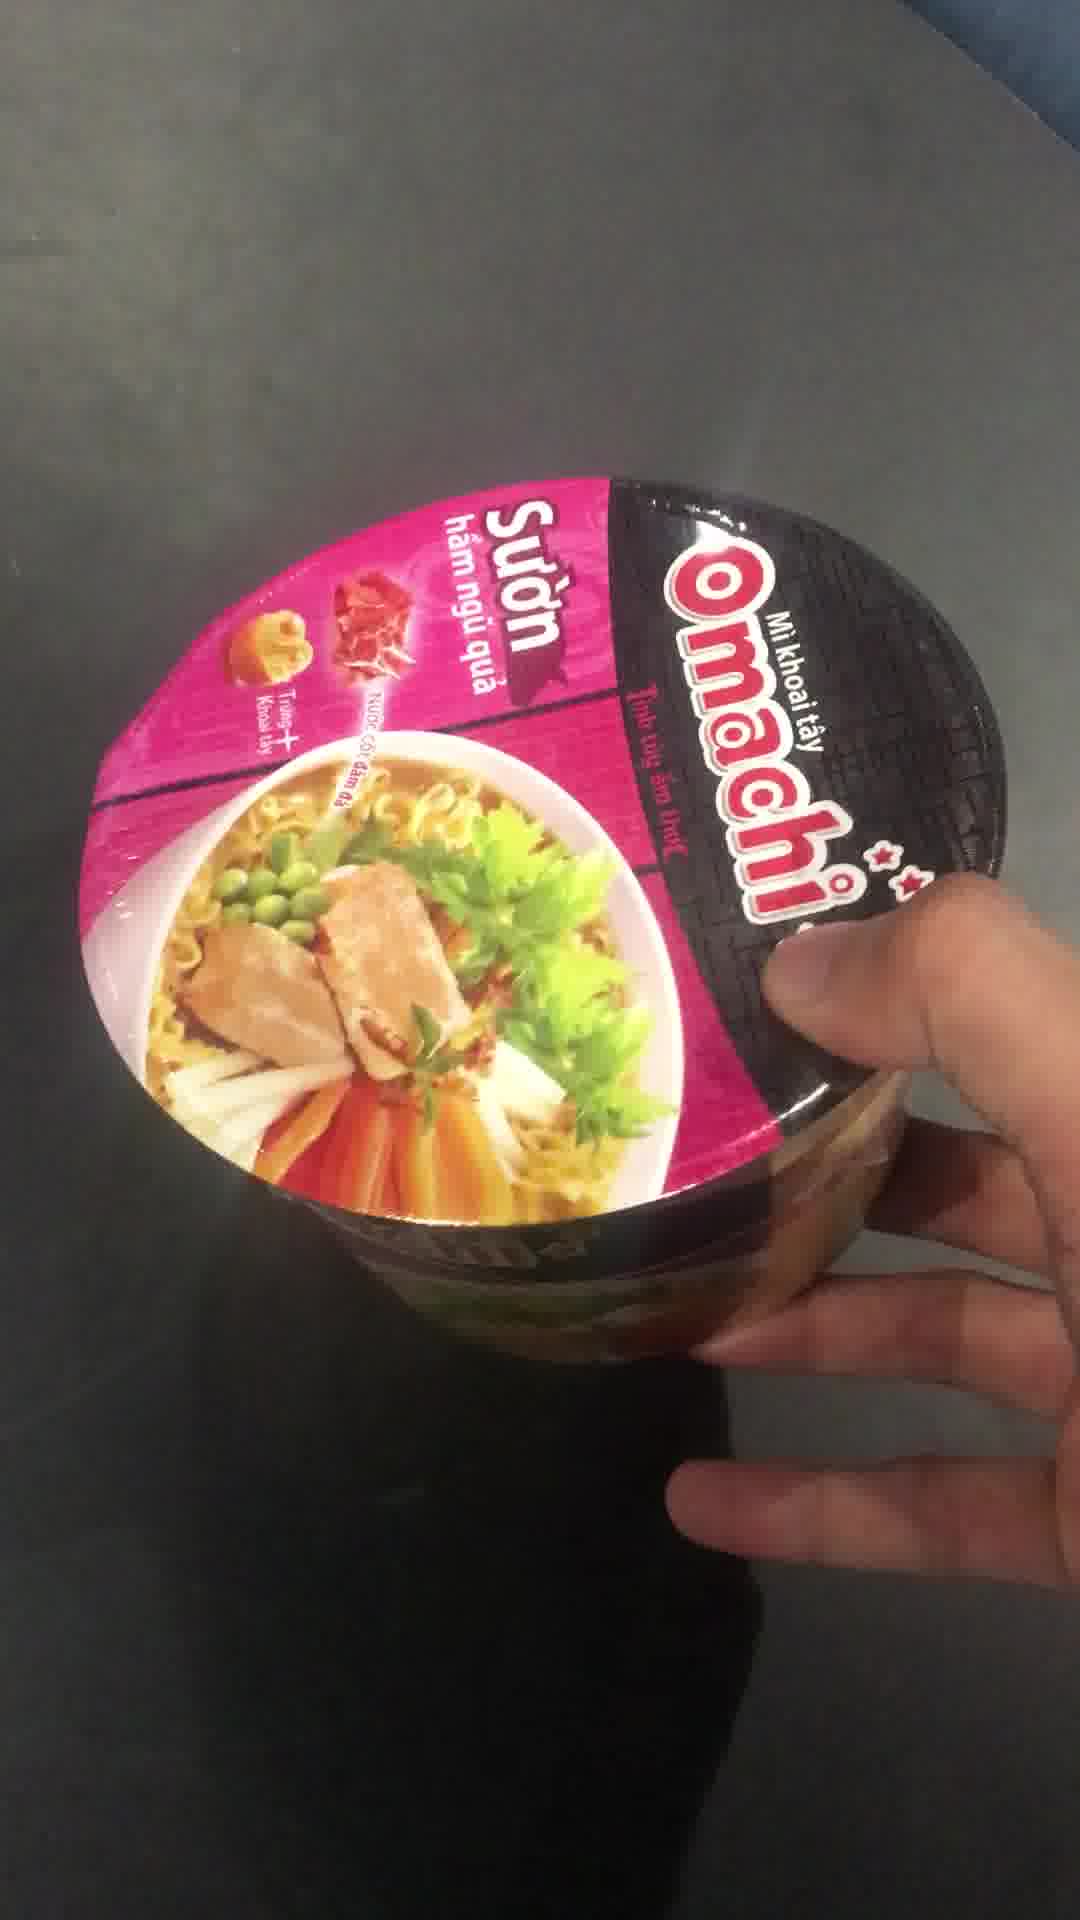 Mì khoai tây
Omachi
Tinh túy ẩm thực
Sườn
hầm ngũ quả
Nước cốt đậm đà
Trứng+
Khoai tây